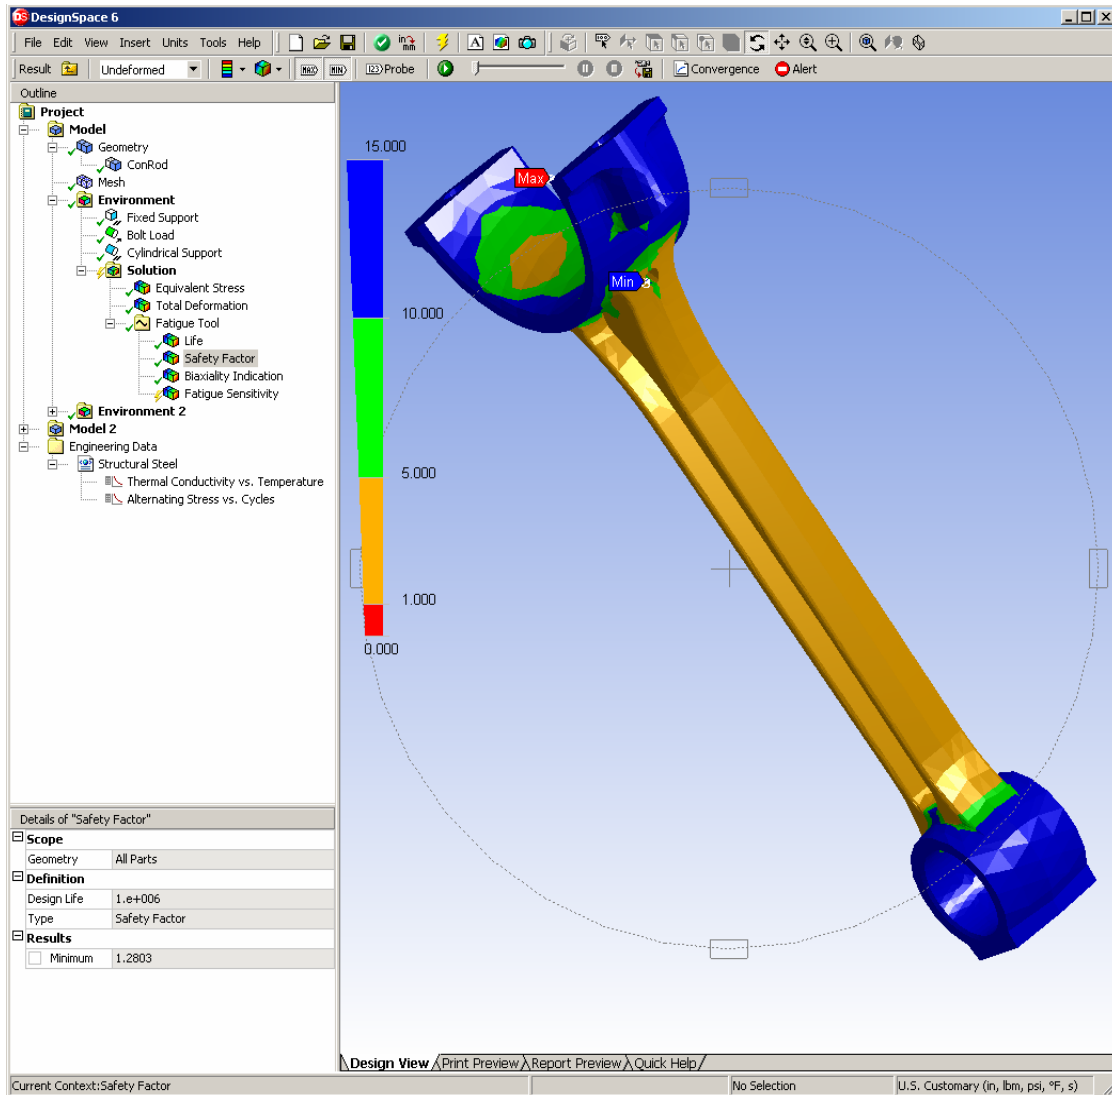 DS DesignSpace 6
File Edit View Insert Units Tools Help
Result Undeformed MAX MIN 123 Probe Convergence Alert
Outline
Project
Model
Geometry
ConRod
Mesh
Environment
Fixed Support
Bolt Load
Cylindrical Support
Solution
Equivalent Stress
Total Deformation
Fatigue Tool
Life
Safety Factor
Biaxiality Indication
Fatigue Sensitivity
Environment 2
Model 2
Engineering Data
Structural Steel
Thermal Conductivity vs. Temperature
Alternating Stress vs. Cycles
15.000
10.000
5.000
1.000
0.000
Max
Min
Details of "Safety Factor"
Scope
Geometry All Parts
Definition
Design Life 1.e+006
Type Safety Factor
Results
Minimum 1.2803
Design View Print Preview Report Preview Quick Help
Current Context:Safety Factor No Selection U.S. Customary (in, lbm, psi, °F, s)